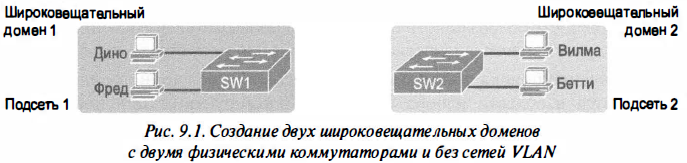 Широковещательный
домен 1
Дино
Фред
SW1
Подсеть 1
Широковещательный
домен 2
Вилма
Бетти
SW2
Подсеть 2
Рис. 9.1. Создание двух широковещательных доменов
с двумя физическими коммутаторами и без сетей VLAN